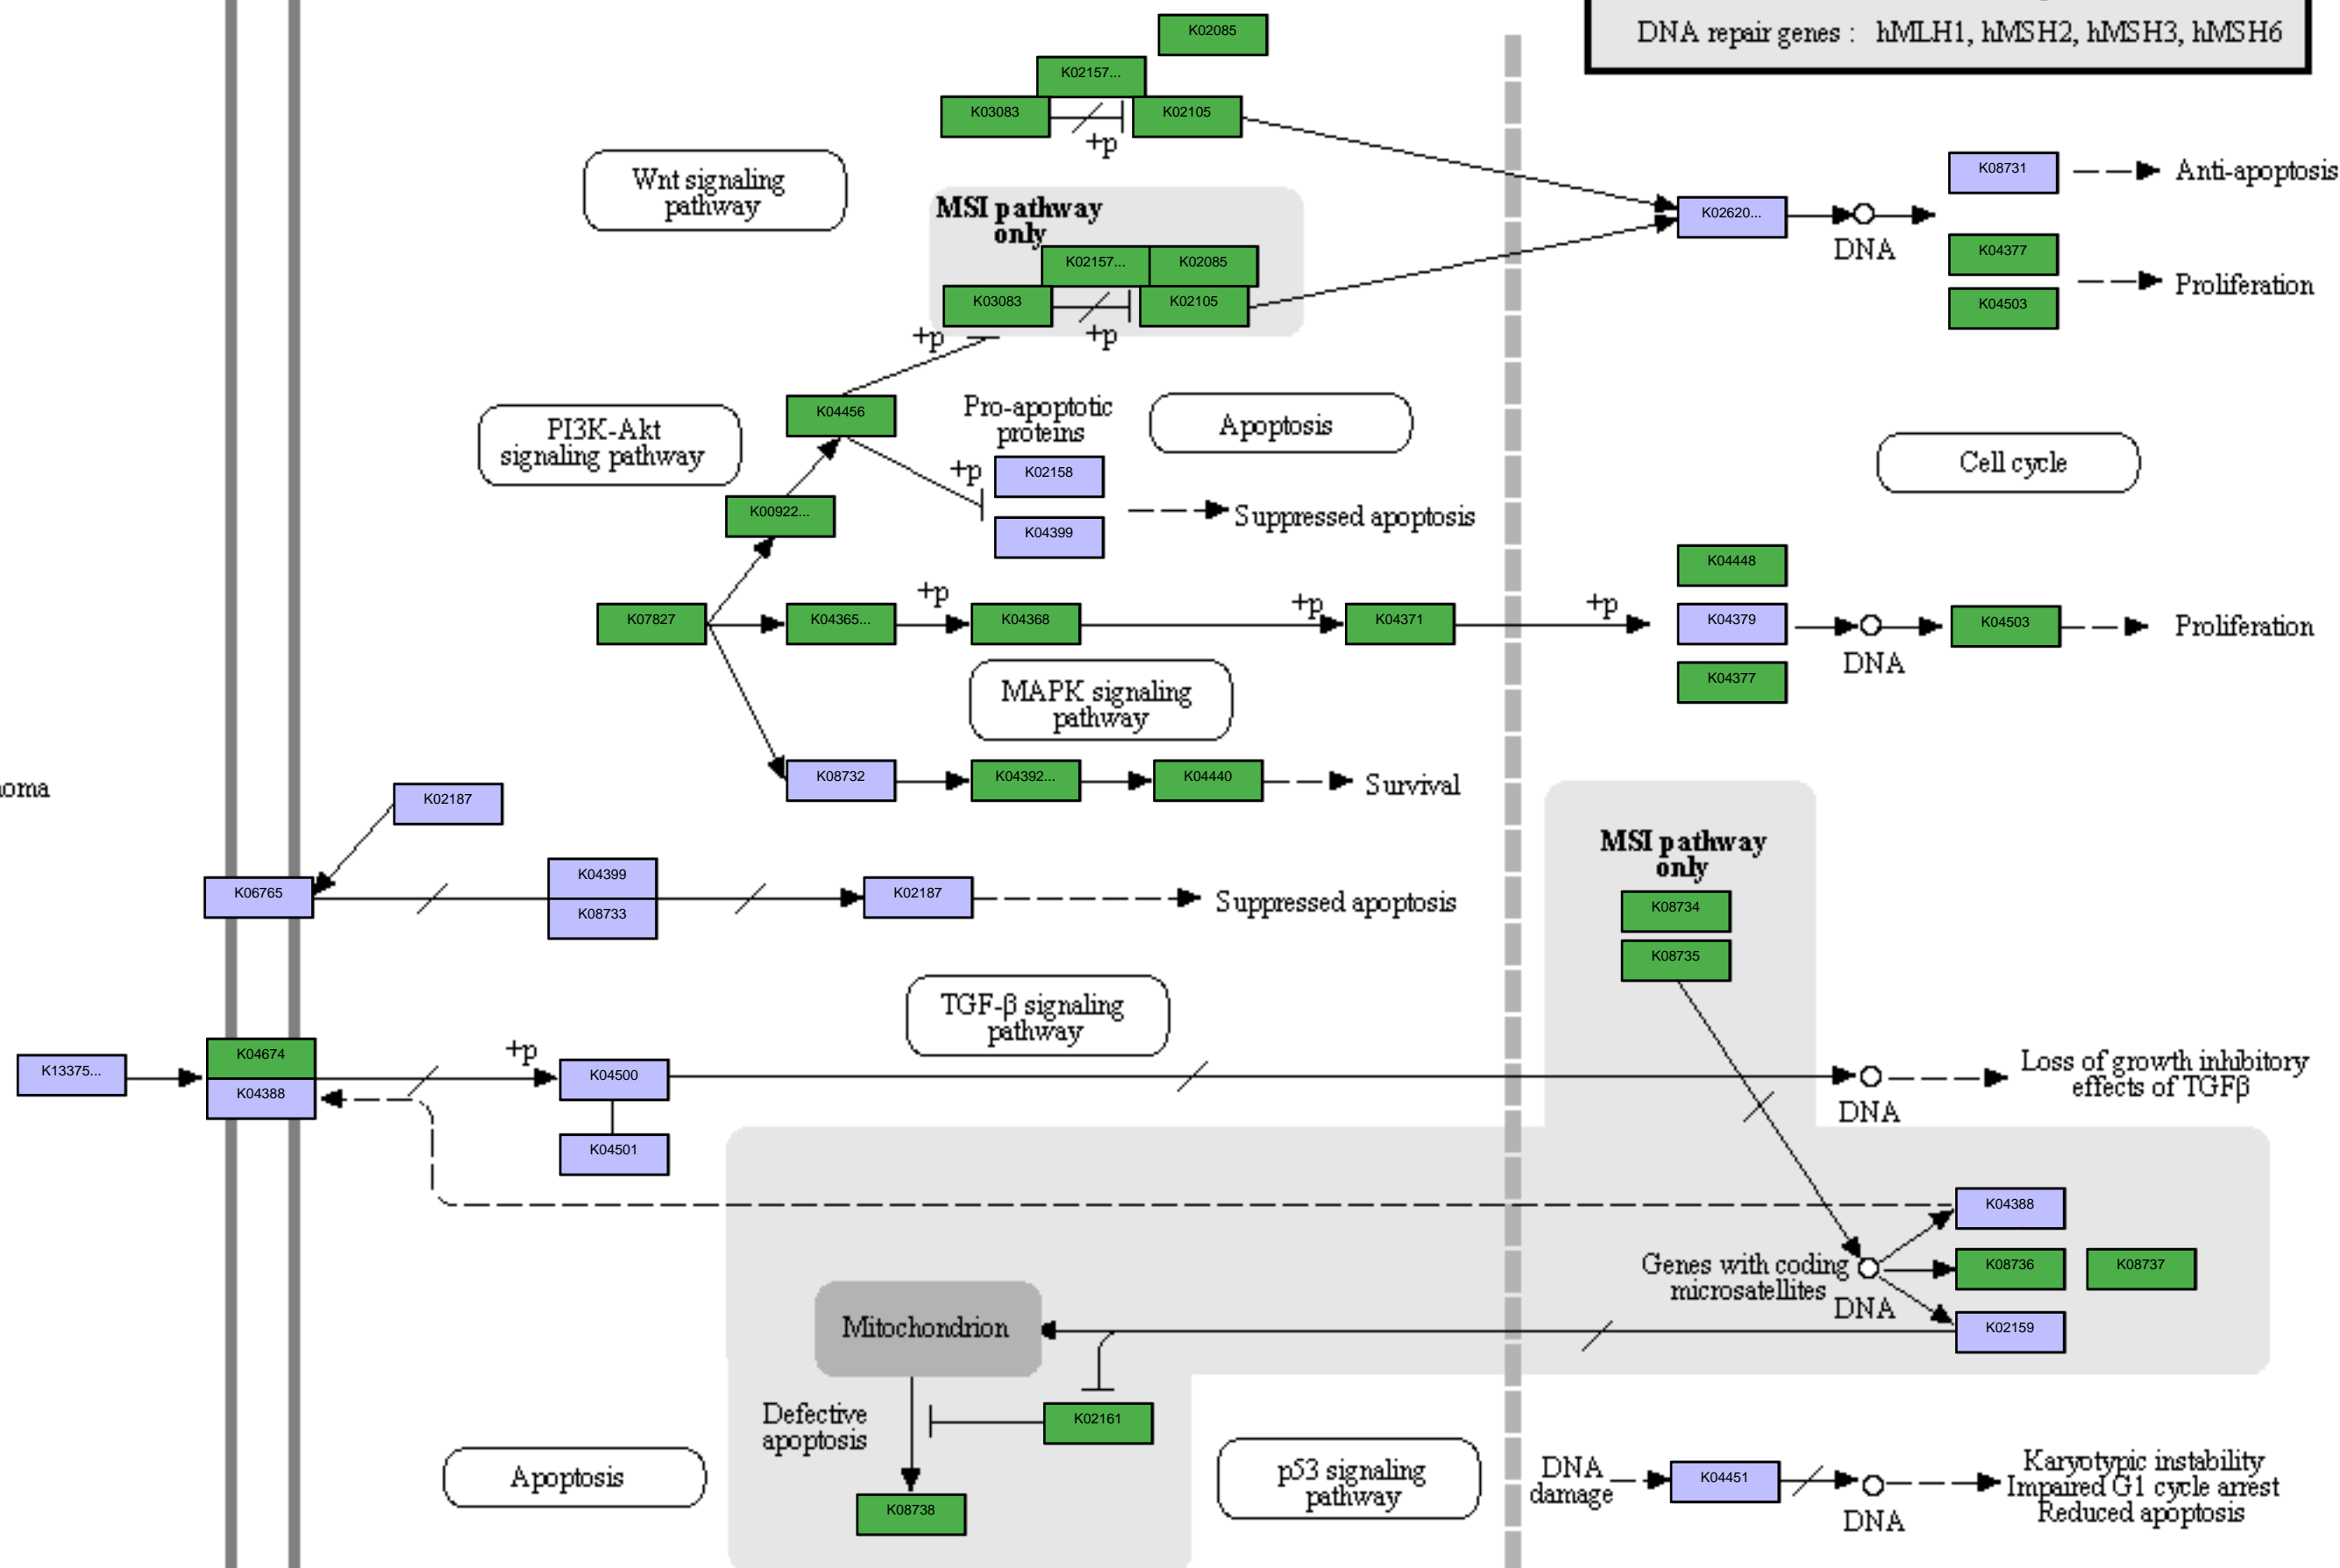 DNA repair genes : hMLH1, hMSH2, hMSH3, hMSH6
K02085
K02157...
K03083
K02105
+p
Wnt signaling
pathway
MSI pathway
only
K02157...
K02085
K03083
K02105
+p
+p
K02620...
DNA
K08731
Anti-apoptosis
K04377
K04503
Proliferation
PI3K-Akt
signaling pathway
K04456
Pro-apoptotic
proteins
Apoptosis
Cell cycle
+p
K02158
K04399
Suppressed apoptosis
K00922...
K07827
K04365...
+p
K04368
+p
K04371
+p
K04448
K04379
K04377
DNA
K04503
Proliferation
MAPK signaling
pathway
K08732
K04392...
K04440
Survival
oma
K02187
K06765
K04399
K08733
K02187
Suppressed apoptosis
MSI pathway
only
K08734
K08735
TGF-β signaling
pathway
K13375...
K04674
K04388
+p
K04500
K04501
DNA
Loss of growth inhibitory
effects of TGFβ
K04388
Genes with coding
microsatellites
DNA
K08736
K08737
K02159
Mitochondrion
Defective
apoptosis
K02161
K08738
Apoptosis
p53 signaling
pathway
DNA
damage
K04451
DNA
Karyotypic instability
Impaired G1 cycle arrest
Reduced apoptosis